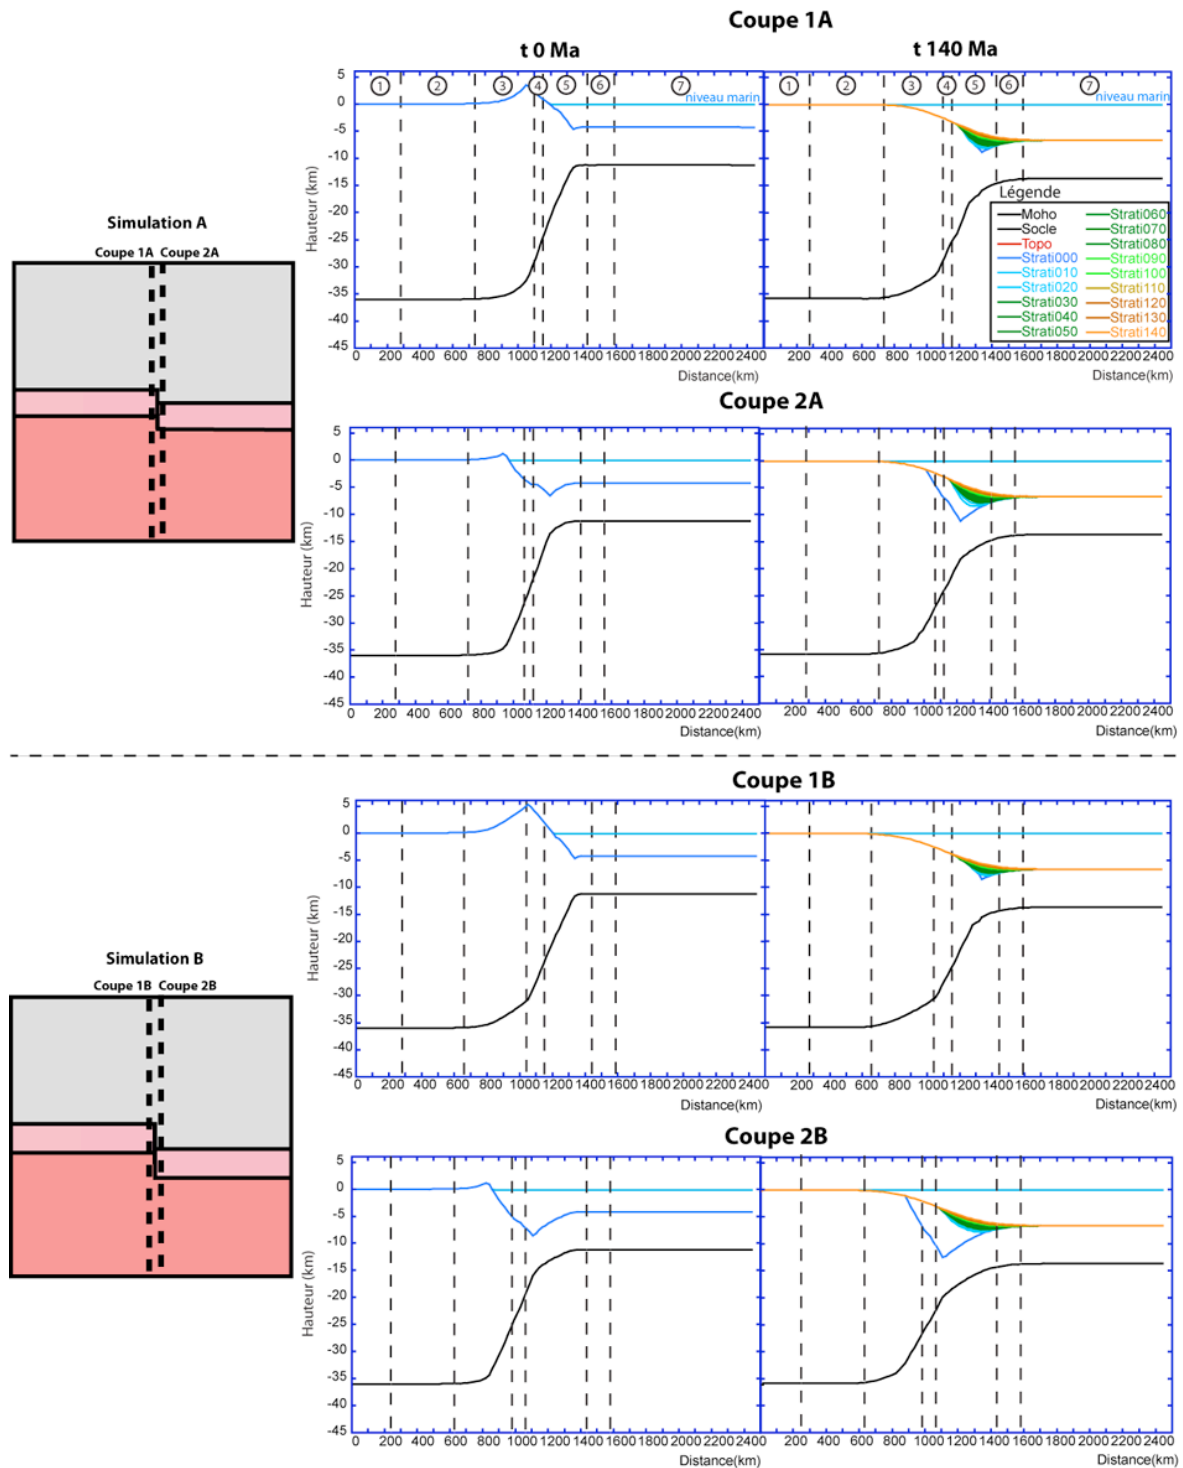 Coupe 1A
t 0 Ma
t 140 Ma
5
0
-5
-10
-15
-20
-25
-30
-35
-40
-45
Hauteur (km)
1 2 3 4 5 6 7
niveau marin
0 200 400 600 800 1000 1200 1400 1600 1800 2000 2200 2400
Distance(km)
1 2 3 4 5 6 7
niveau marin
Légende
Moho
Socle
Topo
Strati000
Strati010
Strati020
Strati030
Strati040
Strati050
Strati060
Strati070
Strati080
Strati090
Strati100
Strati110
Strati120
Strati130
Strati140
200 400 600 800 1000 1200 1400 1600 1800 2000 2200 2400
Distance(km)
Simulation A
Coupe 1A Coupe 2A
Coupe 2A
5
0
-5
-10
-15
-20
-25
-30
-35
-40
-45
Hauteur (km)
0 200 400 600 800 1000 1200 1400 1600 1800 2000 2200 2400
Distance(km)
200 400 600 800 1000 1200 1400 1600 1800 2000 2200 2400
Distance(km)
Coupe 1B
5
0
-5
-10
-15
-20
-25
-30
-35
-40
-45
Hauteur (km)
0 200 400 600 800 1000 1200 1400 1600 1800 2000 2200 2400
Distance(km)
200 400 600 800 1000 1200 1400 1600 1800 2000 2200 2400
Distance(km)
Simulation B
Coupe 1B Coupe 2B
Coupe 2B
5
0
-5
-10
-15
-20
-25
-30
-35
-40
-45
Hauteur (km)
0 200 400 600 800 1000 1200 1400 1600 1800 2000 2200 2400
Distance(km)
200 400 600 800 1000 1200 1400 1600 1800 2000 2200 2400
Distance(km)